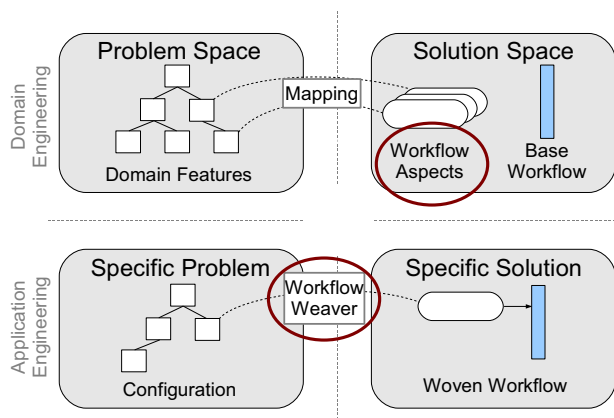 Domain
Engineering
Problem Space
Domain Features
Mapping
Solution Space
Workflow
Aspects
Base
Workflow
Application
Engineering
Specific Problem
Configuration
Workflow
Weaver
Specific Solution
Woven Workflow